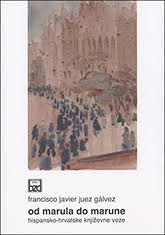 francisco javier juez gálvez
od marula do marune
hispansko-hrvatske književne veze